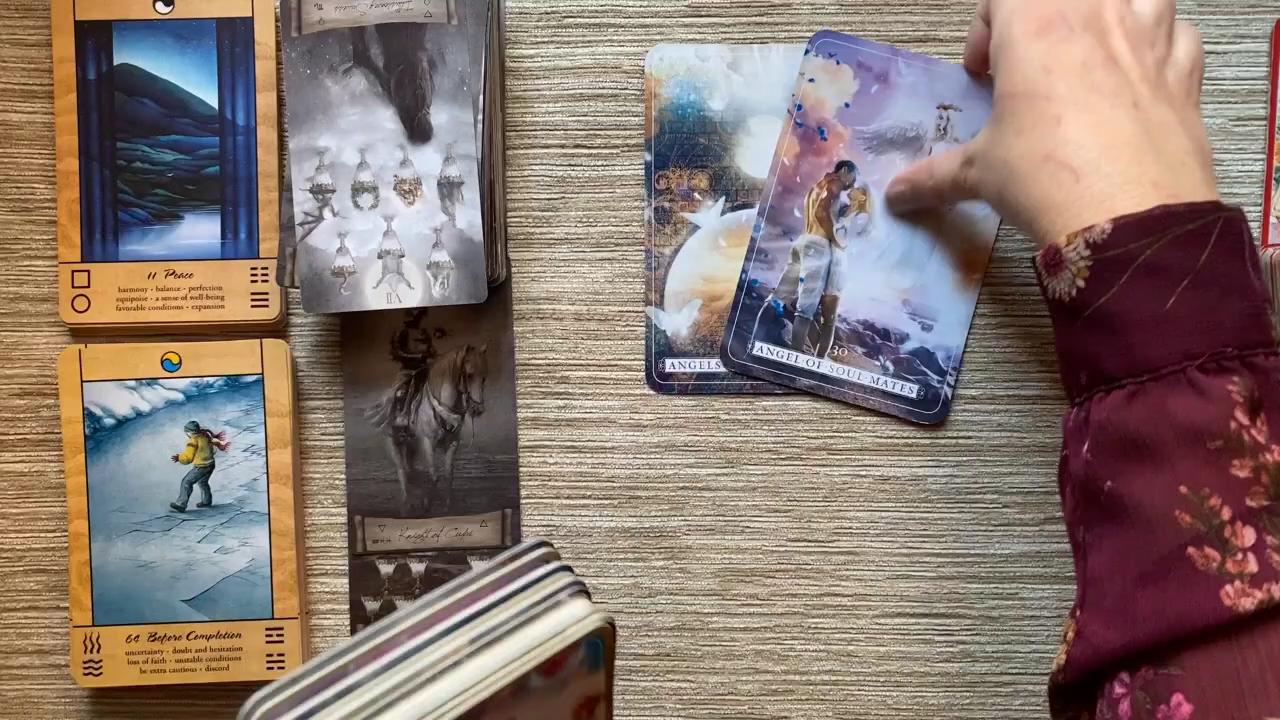 11 Peace
harmony • balance • perfection
equipoise • a sense of well-being
favorable conditions • expansion
VII
Knight of Cups
64 Before Completion
uncertainty • doubt and hesitation
loss of faith • unstable conditions
be extra cautious • discord
ANGELS
30
ANGEL·OF·SOUL·MATES